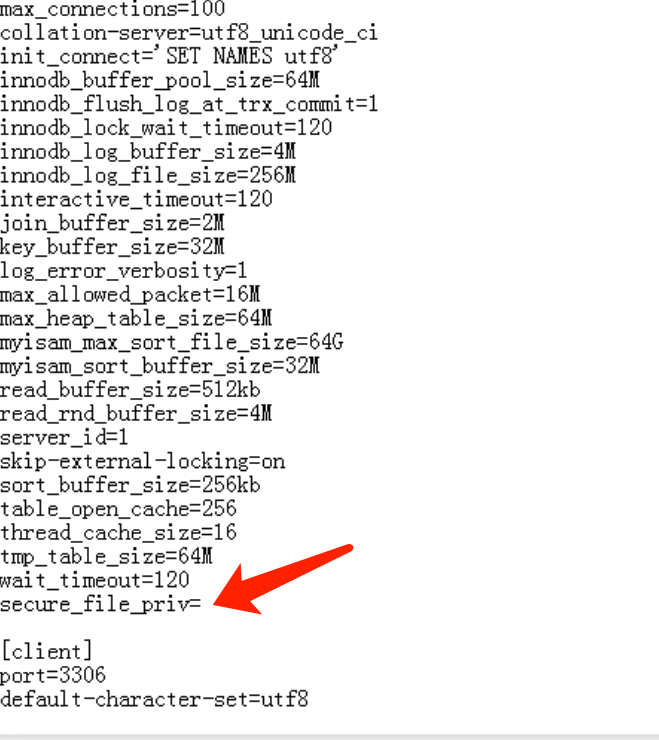 max_connections=100
collation-server=utf8_unicode_ci
init_connect='SET NAMES utf8'
innodb_buffer_pool_size=64M
innodb_flush_log_at_trx_commit=1
innodb_lock_wait_timeout=120
innodb_log_buffer_size=4M
innodb_log_file_size=256M
interactive_timeout=120
join_buffer_size=2M
key_buffer_size=32M
log_error_verbosity=1
max_allowed_packet=16M
max_heap_table_size=64M
myisam_max_sort_file_size=64G
myisam_sort_buffer_size=32M
read_buffer_size=512kb
read_rnd_buffer_size=4M
server_id=1
skip-external-locking=on
sort_buffer_size=256kb
table_open_cache=256
thread_cache_size=16
tmp_table_size=64M
wait_timeout=120
secure_file_priv=
[client]
port=3306
default-character-set=utf8